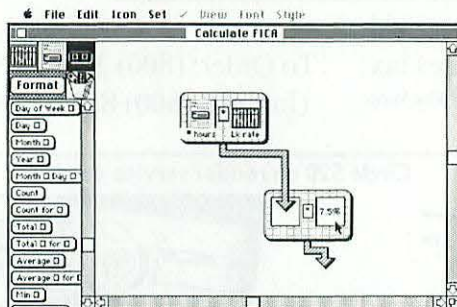 File Edit Icon Set ✓ View Font Style
Calculate FICA
Format
Day of Week
Day
Month
Year
Month Day
Count
Count for
Total
Total for
Average
Average for
Min
* hours * Lk rate
* 7.5%